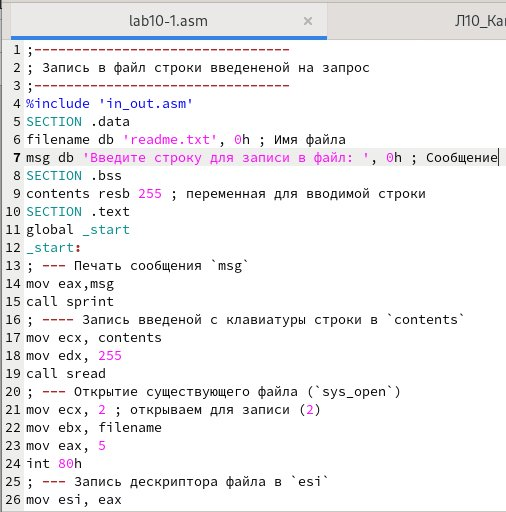 lab10-1.asm
Л10_Ка
1 ;--------------------------------
2 ; Запись в файл строки введененой на запрос
3 ;--------------------------------
4 %include 'in_out.asm'
5 SECTION .data
6 filename db 'readme.txt', 0h ; Имя файла
7 msg db 'Введите строку для записи в файл: ', 0h ; Сообщение
8 SECTION .bss
9 contents resb 255 ; переменная для вводимой строки
10 SECTION .text
11 global _start
12 _start:
13 ; --- Печать сообщения `msg`
14 mov eax,msg
15 call sprint
16 ; ---- Запись введеной с клавиатуры строки в `contents`
17 mov ecx, contents
18 mov edx, 255
19 call sread
20 ; --- Открытие существующего файла (`sys_open`)
21 mov ecx, 2 ; открываем для записи (2)
22 mov ebx, filename
23 mov eax, 5
24 int 80h
25 ; --- Запись дескриптора файла в `esi`
26 mov esi, eax